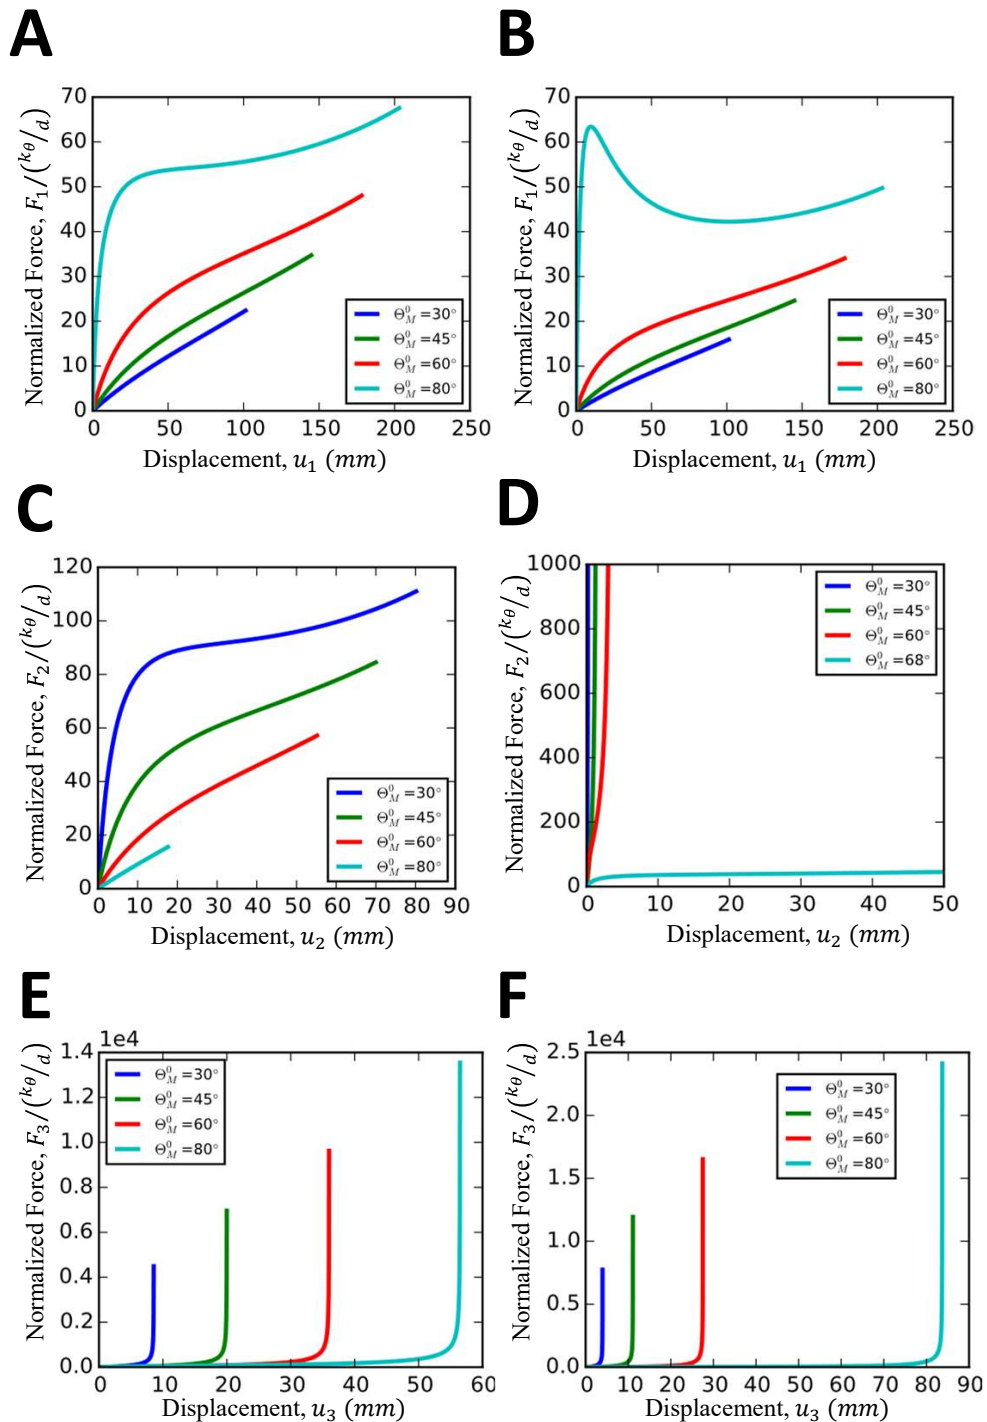 A
B
Normalized Force, F₁/(kθ/d)
70
60
50
40
30
20
10
0
Θ⁰M=30°
Θ⁰M=45°
Θ⁰M=60°
Θ⁰M=80°
0 50 100 150 200 250
Displacement, u₁ (mm)
Normalized Force, F₁/(kθ/d)
70
60
50
40
30
20
10
0
Θ⁰M=30°
Θ⁰M=45°
Θ⁰M=60°
Θ⁰M=80°
0 50 100 150 200 250
Displacement, u₁ (mm)
C
D
Normalized Force, F₂/(kθ/d)
120
100
80
60
40
20
0
Θ⁰M=30°
Θ⁰M=45°
Θ⁰M=60°
Θ⁰M=80°
0 10 20 30 40 50 60 70 80 90
Displacement, u₂ (mm)
Normalized Force, F₂/(kθ/d)
1000
800
600
400
200
0
Θ⁰M=30°
Θ⁰M=45°
Θ⁰M=60°
Θ⁰M=68°
0 10 20 30 40 50
Displacement, u₂ (mm)
E
F
Normalized Force, F₃/(kθ/d)
1e4
1.4
1.2
1.0
0.8
0.6
0.4
0.2
0.0
Θ⁰M=30°
Θ⁰M=45°
Θ⁰M=60°
Θ⁰M=80°
0 10 20 30 40 50 60
Displacement, u₃ (mm)
Normalized Force, F₃/(kθ/d)
1e4
2.5
2.0
1.5
1.0
0.5
0.0
Θ⁰M=30°
Θ⁰M=45°
Θ⁰M=60°
Θ⁰M=80°
0 10 20 30 40 50 60 70 80 90
Displacement, u₃ (mm)